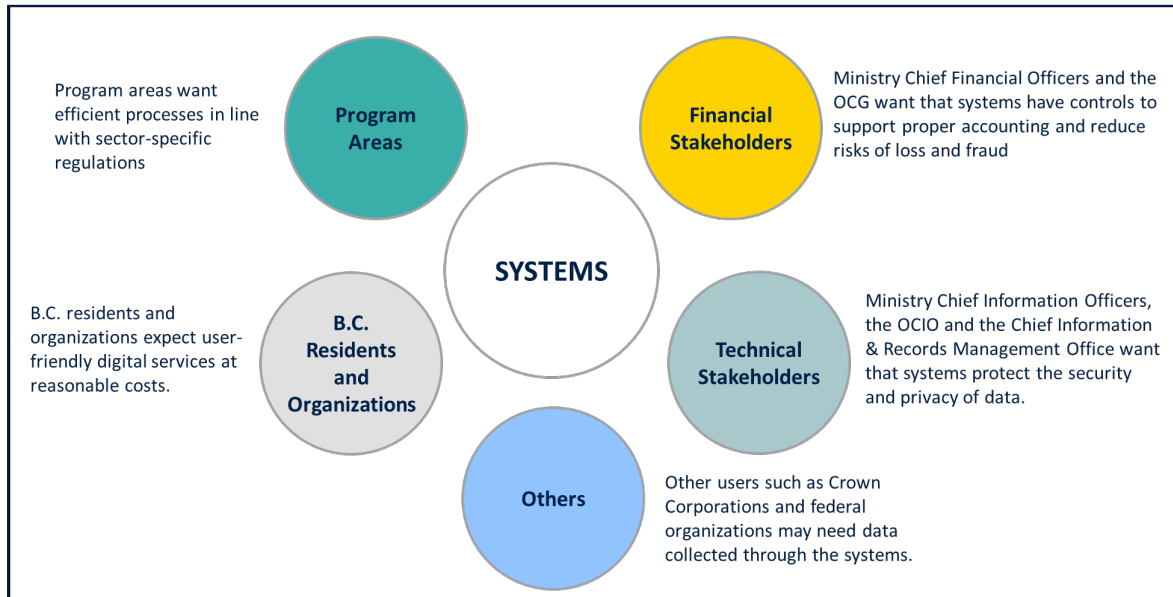 Program areas want
efficient processes in line
with sector-specific
regulations
Program
Areas
Financial
Stakeholders
Ministry Chief Financial Officers and the
OCG want that systems have controls to
support proper accounting and reduce
risks of loss and fraud
SYSTEMS
B.C. residents and
organizations expect user-
friendly digital services at
reasonable costs.
B.C.
Residents
and
Organizations
Technical
Stakeholders
Ministry Chief Information Officers,
the OCIO and the Chief Information
& Records Management Office want
that systems protect the security
and privacy of data.
Others
Other users such as Crown
Corporations and federal
organizations may need data
collected through the systems.